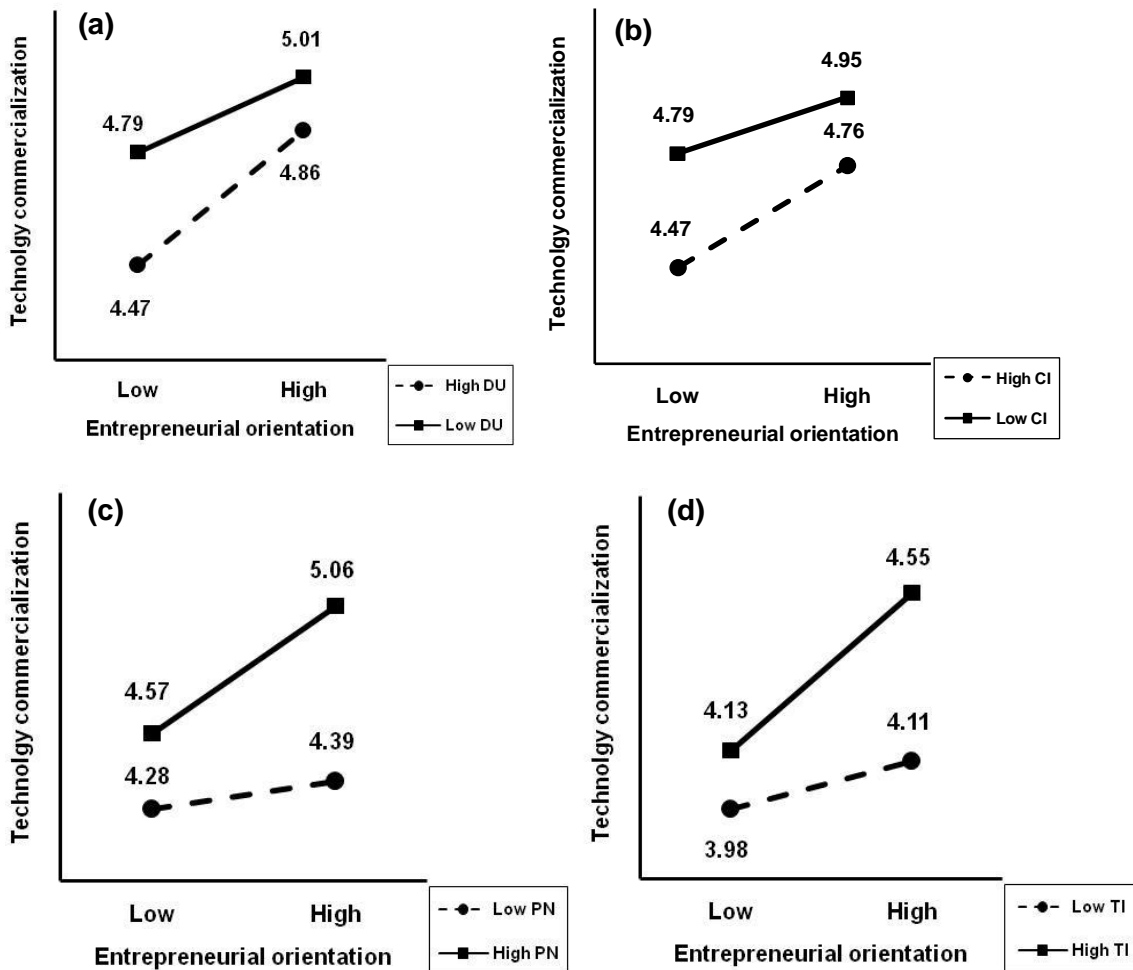 (a)
5.01
4.79
4.86
4.47
Technolgy commercialization
Low
High
Entrepreneurial orientation
High DU
Low DU
(b)
4.95
4.79
4.76
4.47
Technology commercialization
Low
High
Entrepreneurial orientation
High CI
Low CI
(c)
5.06
4.57
4.39
4.28
Technology commercialization
Low
High
Entrepreneurial orientation
Low PN
High PN
(d)
4.55
4.13
4.11
3.98
Technolgy commercialization
Low
High
Entrepreneurial orientation
Low TI
High TI